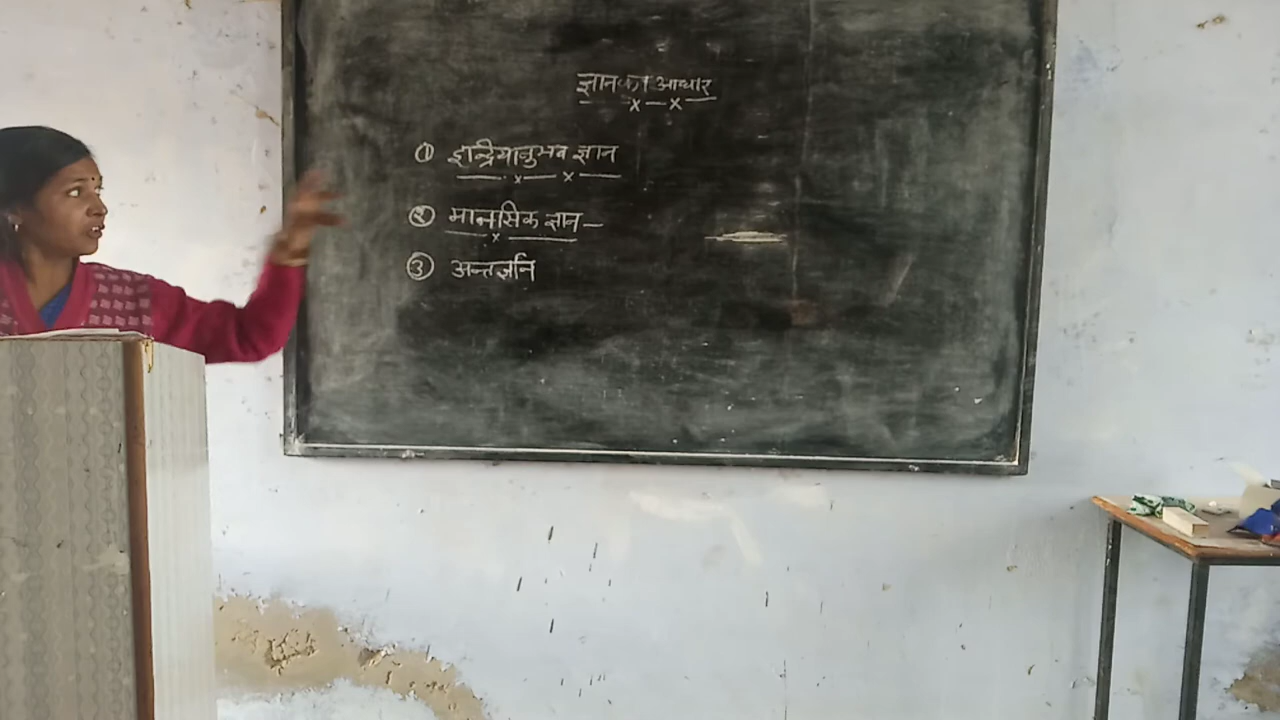 ज्ञान का आधार
① इन्द्रियानुभव ज्ञान
② मानसिक ज्ञान –
③ अन्तर्ज्ञान